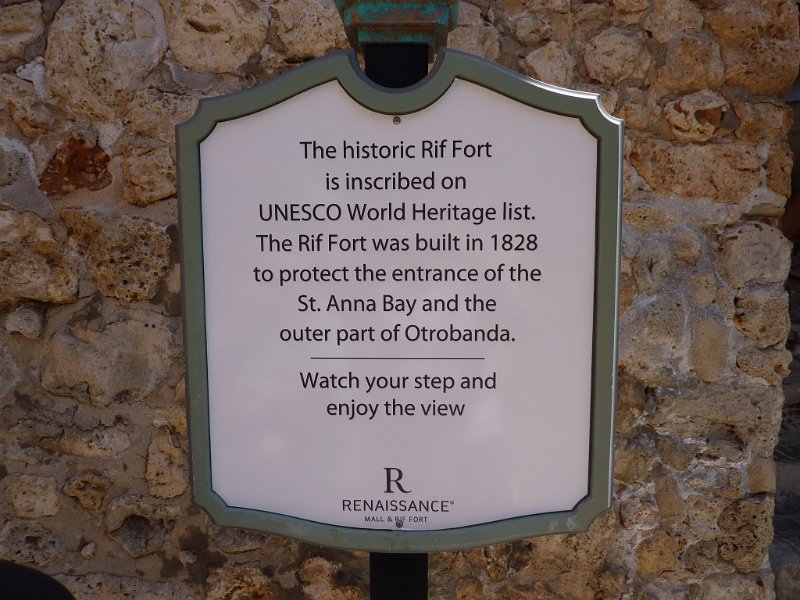 The historic Rif Fort
is inscribed on
UNESCO World Heritage list.
The Rif Fort was built in 1828
to protect the entrance of the
St. Anna Bay and the
outer part of Otrobanda.
Watch your step and
enjoy the view
R
RENAISSANCE®
MALL & RIF FORT